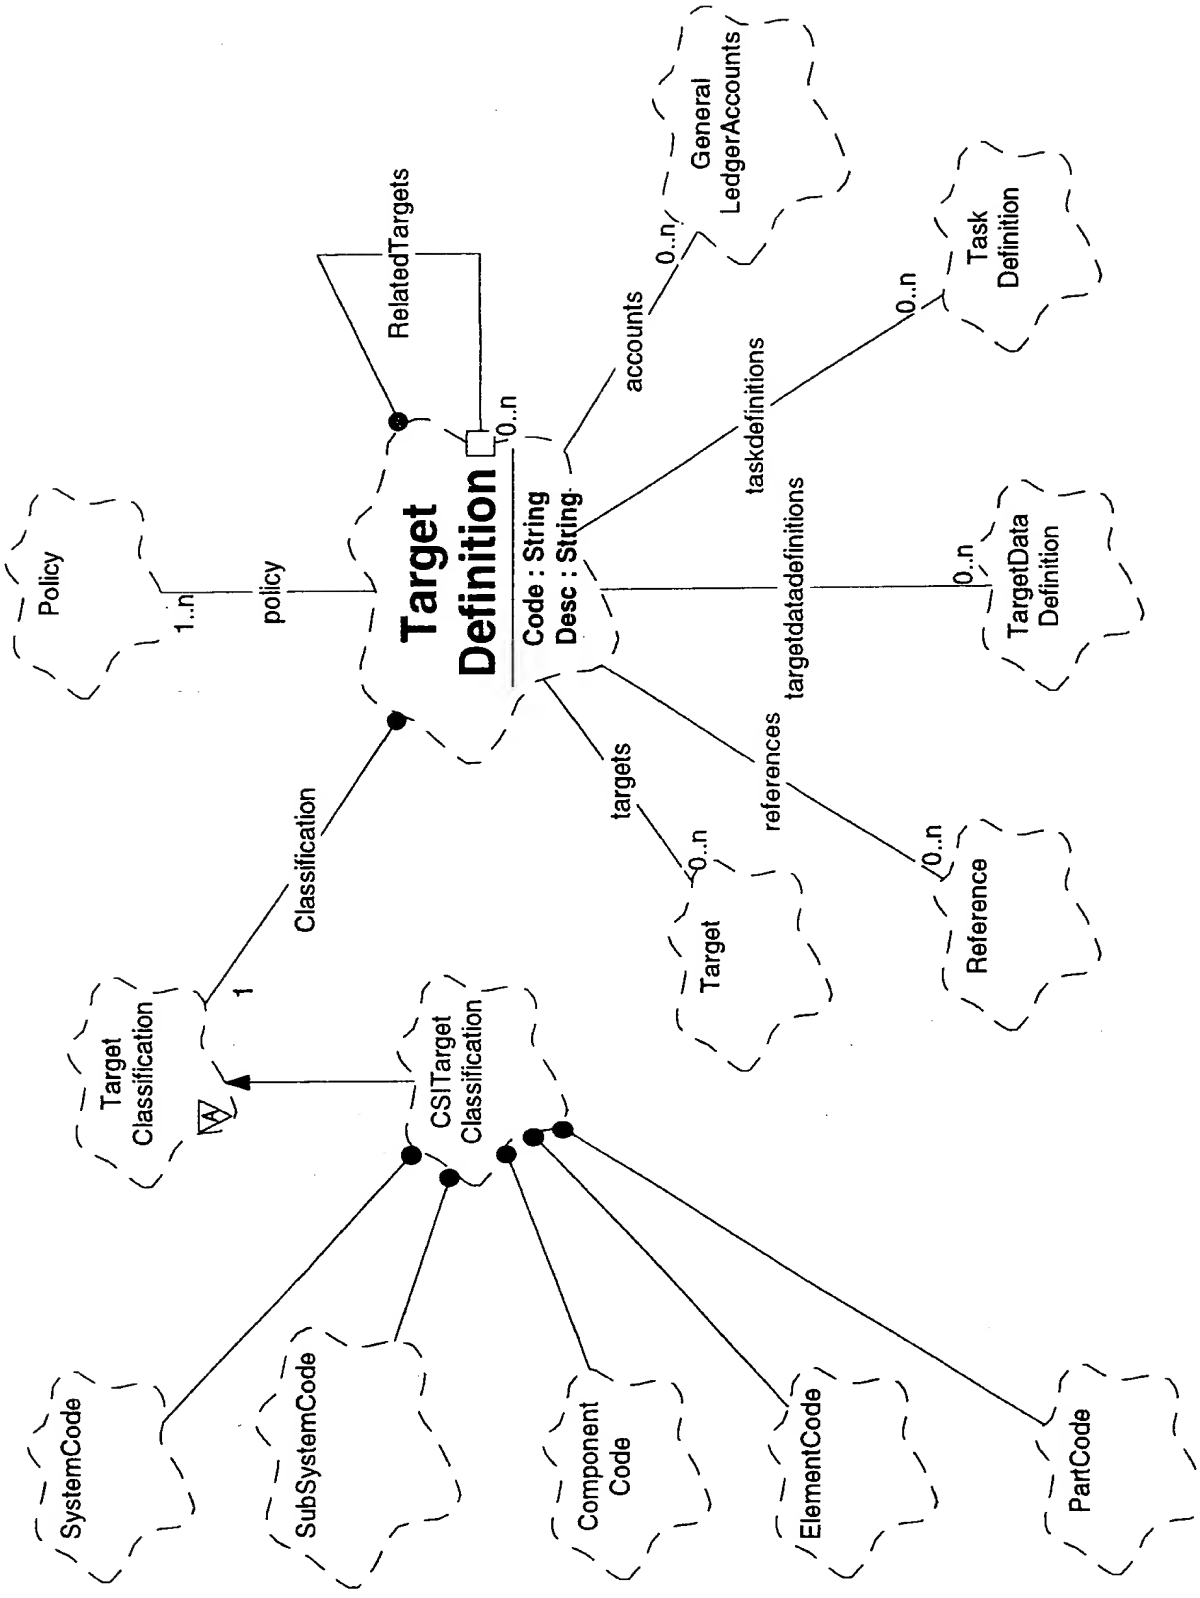 SystemCode
Target
Classification
Policy
A
1
1..n
policy
SubSystemCode
Classification
RelatedTargets
CSITarget
Classification
Target
Definition
Code : String
Desc : String
0..n
Component
Code
targets
accounts
0..n
General
LedgerAccounts
0..n
Target
references
targetdatadefinitions
taskdefinitions
ElementCode
0..n
Reference
0..n
TargetData
Definition
0..n
Task
Definition
PartCode